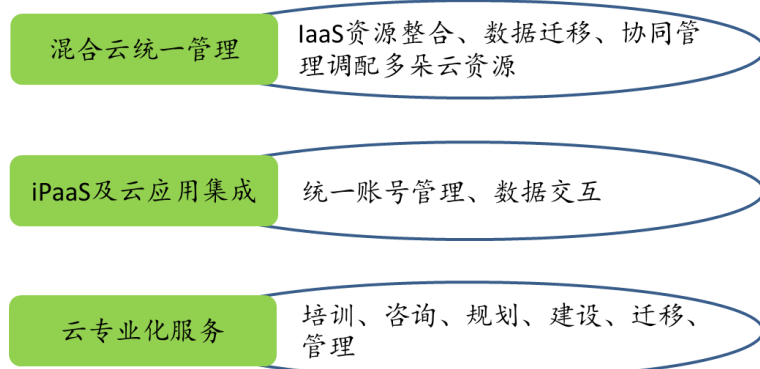 混合云统一管理
IaaS资源整合、数据迁移、协同管
理调配多朵云资源
iPaaS及云应用集成
统一账号管理、数据交互
云专业化服务
培训、咨询、规划、建设、迁移、
管理